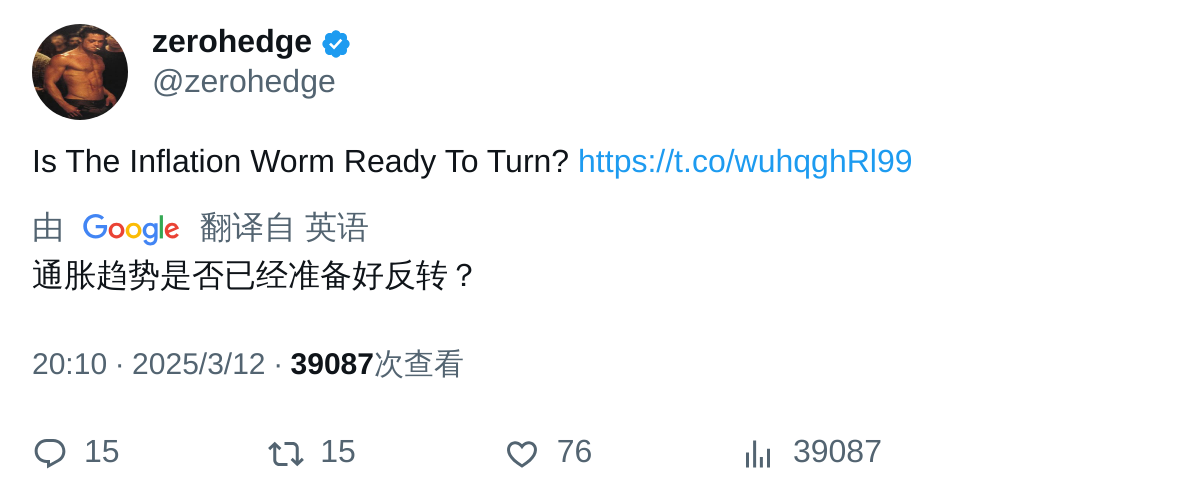 zerohedge
@zerohedge
Is The Inflation Worm Ready To Turn? https://t.co/wuhqghRl99
由 Google 翻译自 英语
通胀趋势是否已经准备好反转？
20:10 · 2025/3/12 · 39087次查看
15 15 76 39087